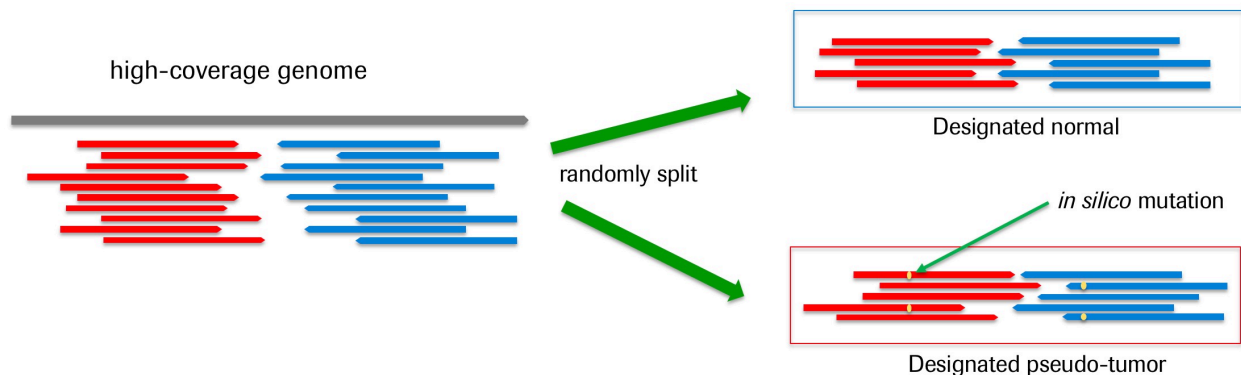 high-coverage genome
Designated normal
randomly split
in silico mutation
Designated pseudo-tumor